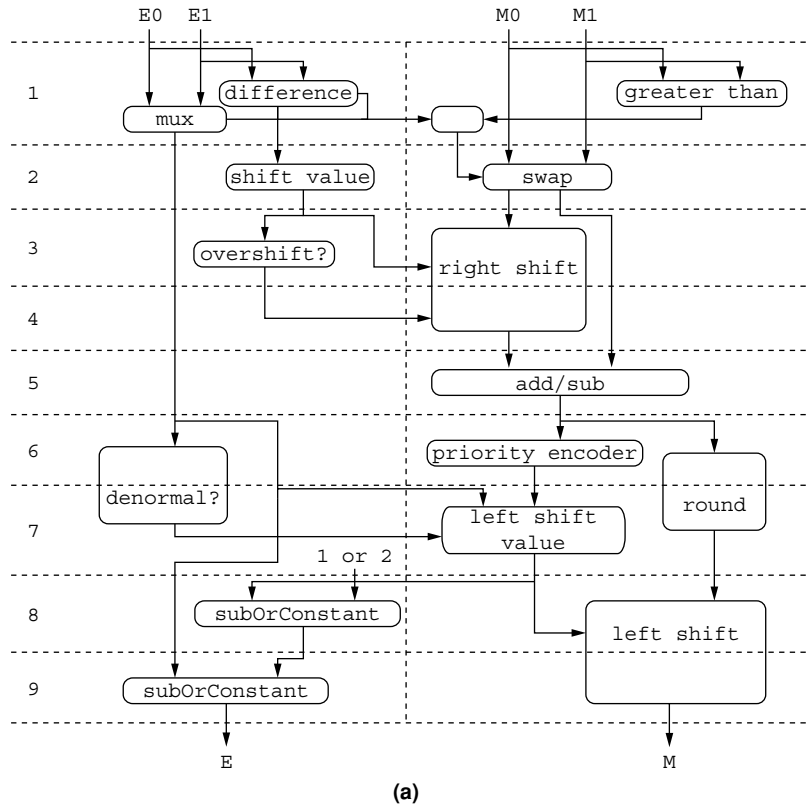 E0 E1 M0 M1
1 difference greater than
mux
2 shift value swap
3 overshift? right shift
4
5 add/sub
6 priority encoder
denormal? round
7 left shift
value
1 or 2
8 subOrConstant left shift
9 subOrConstant
E M
(a)